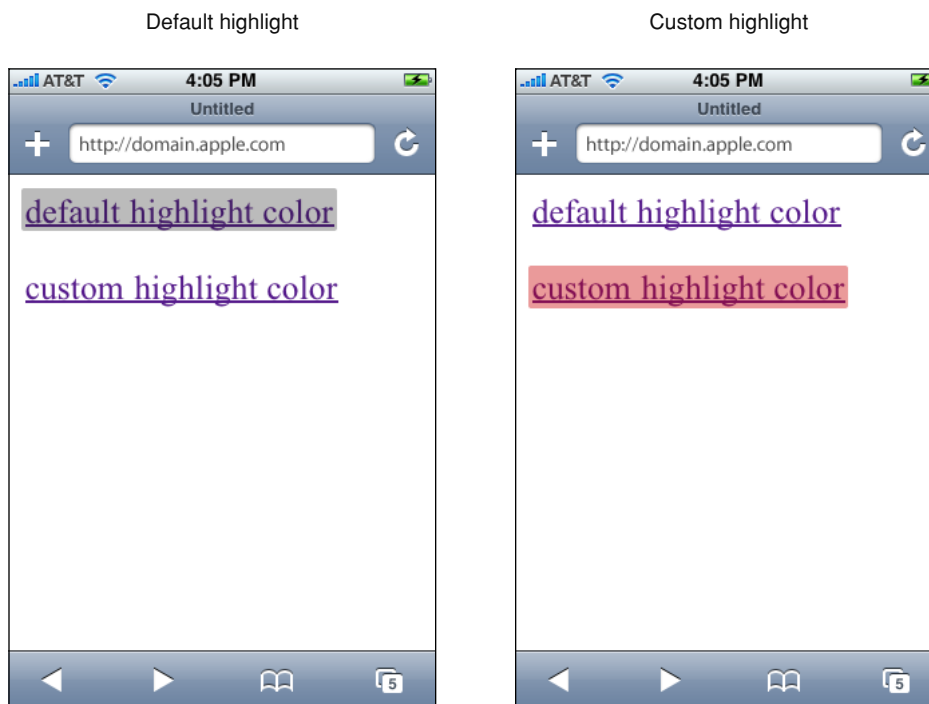 Default highlight
Custom highlight
AT&T 4:05 PM
Untitled
http://domain.apple.com
default highlight color
custom highlight color
5
AT&T 4:05 PM
Untitled
http://domain.apple.com
default highlight color
custom highlight color
5